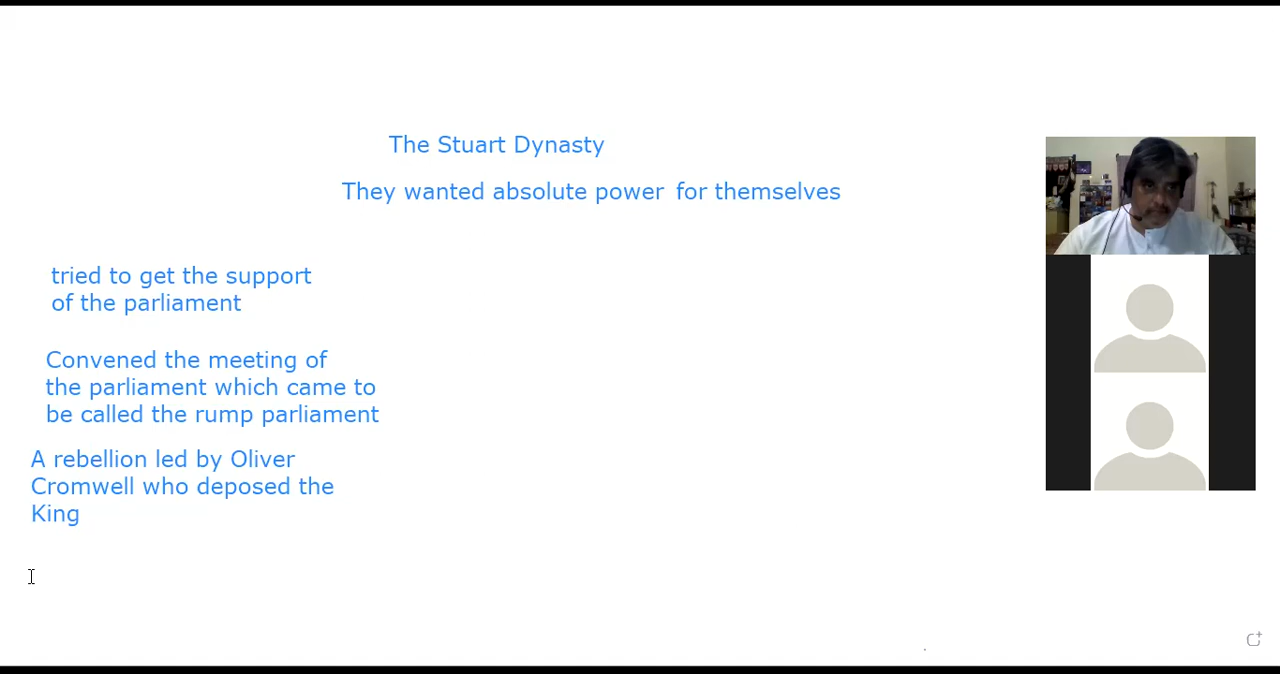 The Stuart Dynasty
They wanted absolute power for themselves
tried to get the support
of the parliament
Convened the meeting of
the parliament which came to
be called the rump parliament
A rebellion led by Oliver
Cromwell who deposed the
King